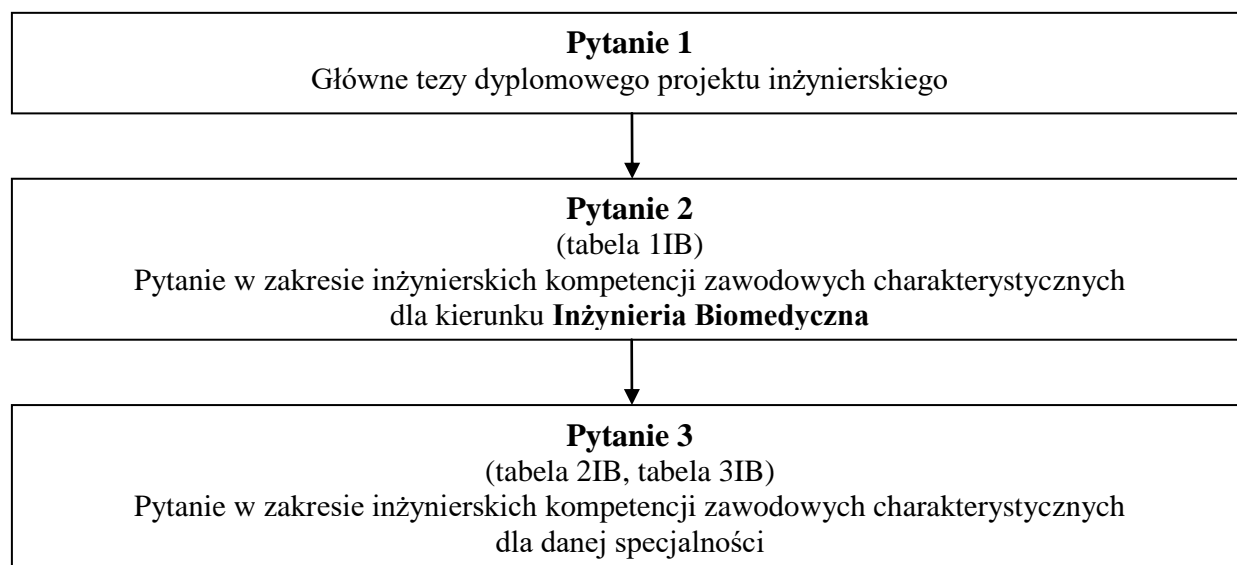 Pytanie 1
Główne tezy dyplomowego projektu inżynierskiego
Pytanie 2
(tabela 1IB)
Pytanie w zakresie inżynierskich kompetencji zawodowych charakterystycznych
dla kierunku Inżynieria Biomedyczna
Pytanie 3
(tabela 2IB, tabela 3IB)
Pytanie w zakresie inżynierskich kompetencji zawodowych charakterystycznych
dla danej specjalności